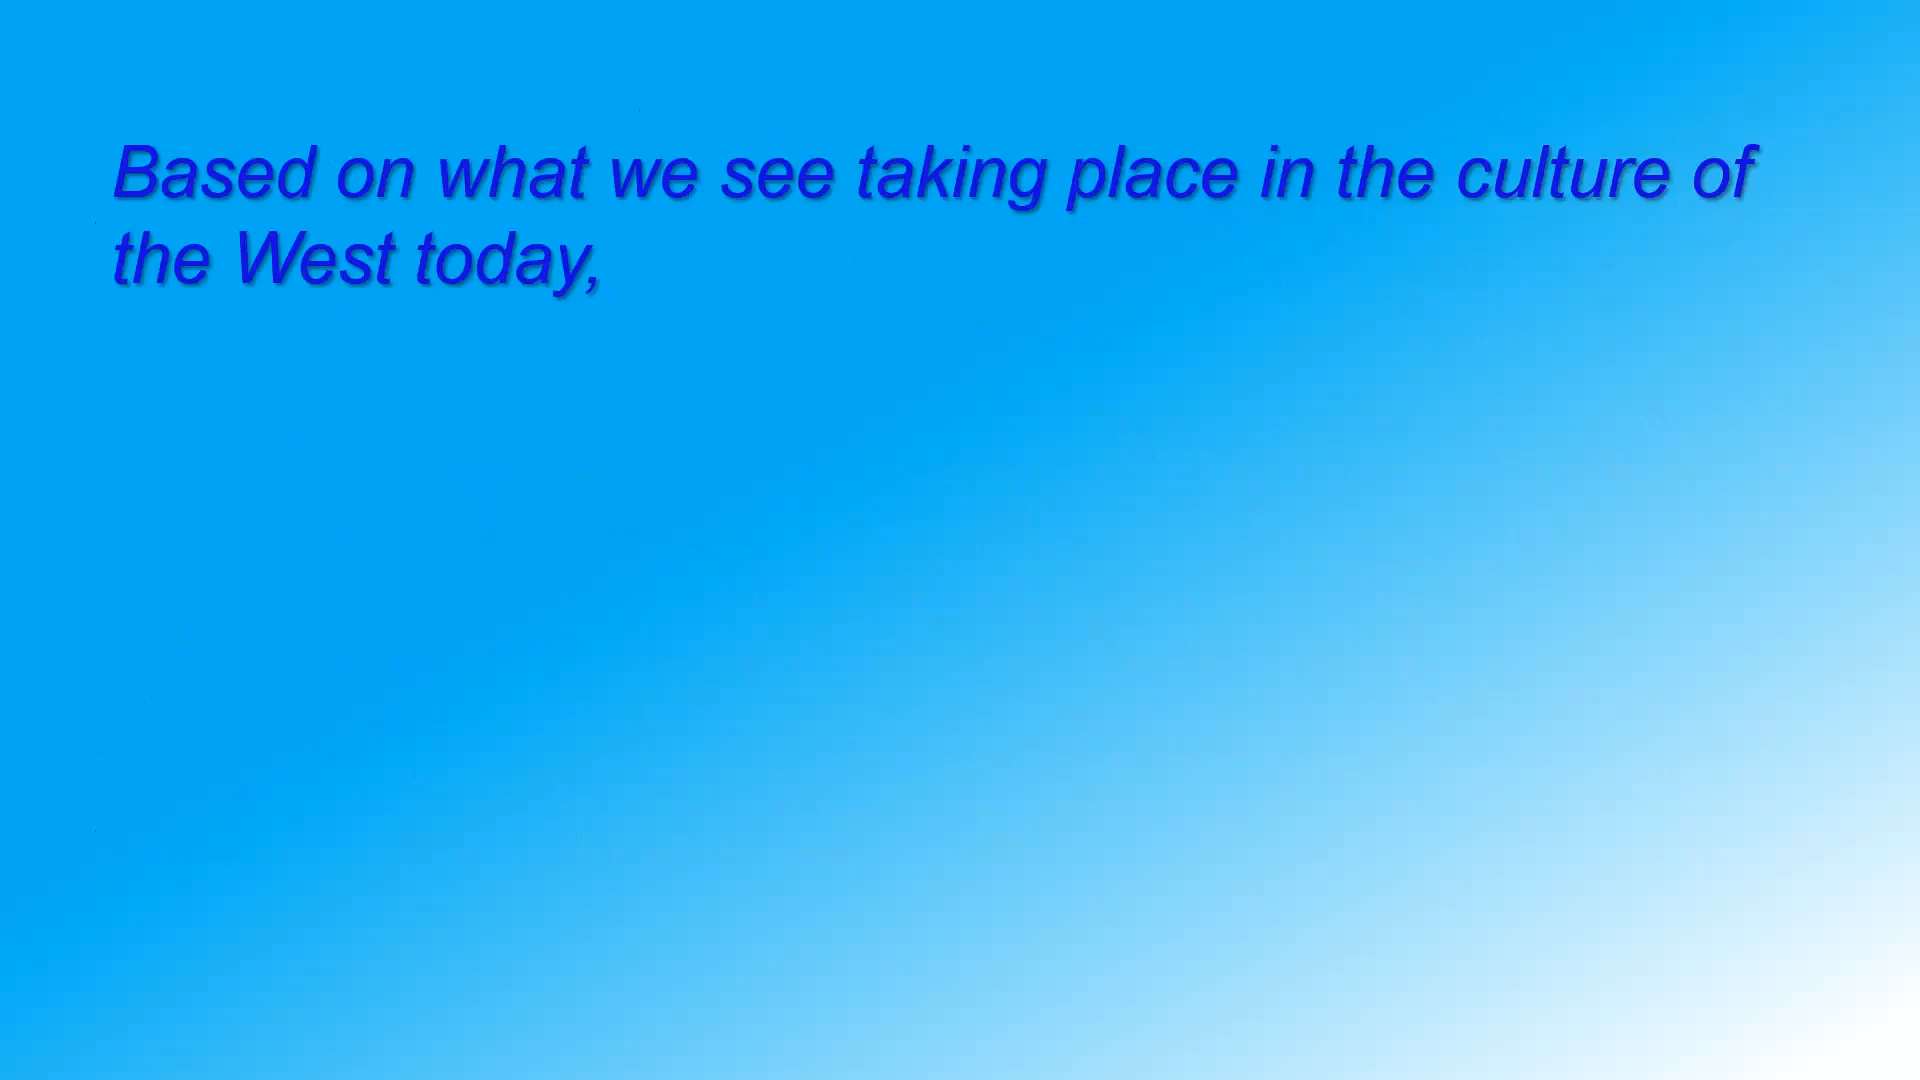 Based on what we see taking place in the culture of
the West today,